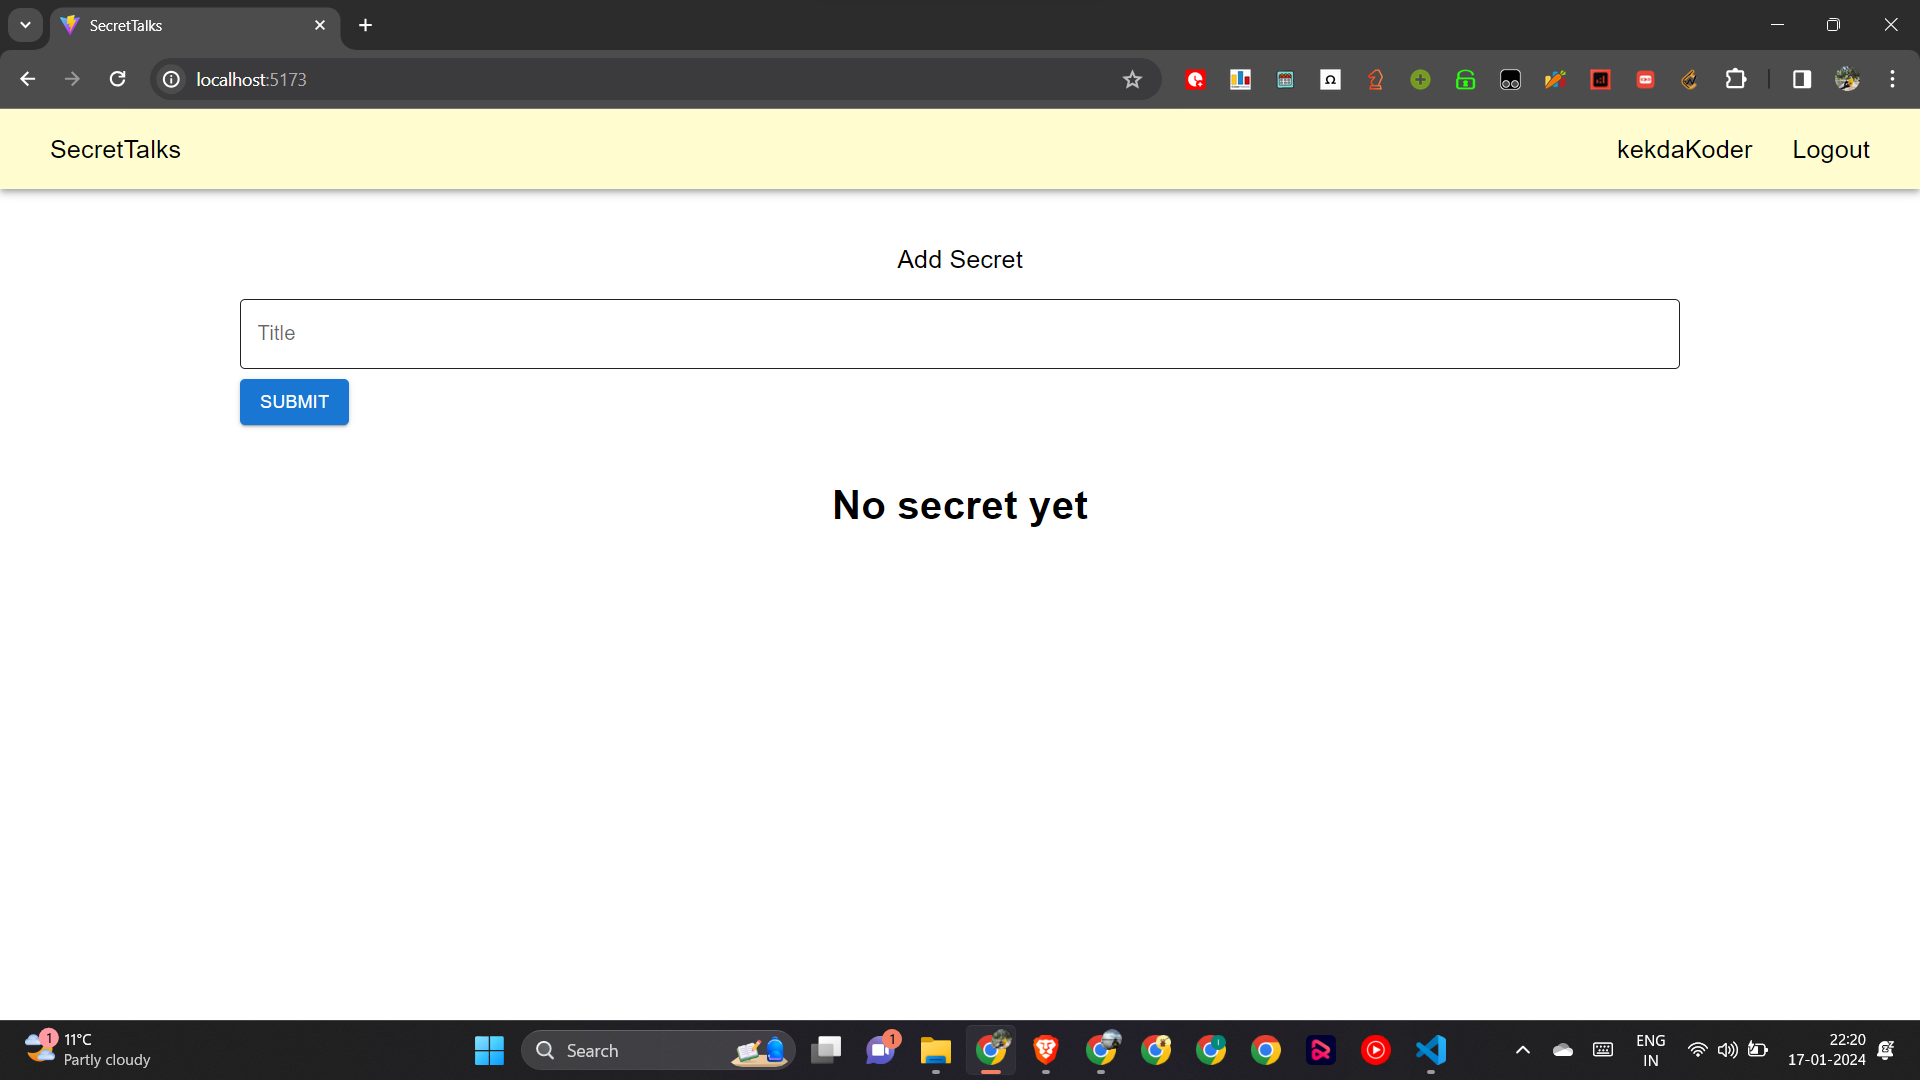 SecretTalks
localhost:5173
SecretTalks
kekdaKoder
Logout
Add Secret
Title
SUBMIT
No secret yet
1
11°C
Partly cloudy
Search
1
ENG
IN
22:20
17-01-2024